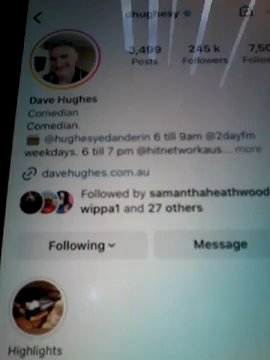 dhughesy
3,499 245 k 7,50
Posts Followers Follow
Dave Hughes
Comedian
Comedian.
@hughesyedanderin 6 till 9am @2dayfm
weekdays. 6 till 7 pm @hitnetworkaus... more
davehughes.com.au
Followed by samanthaheathwood
wippa1 and 27 others
Following Message
Highlights